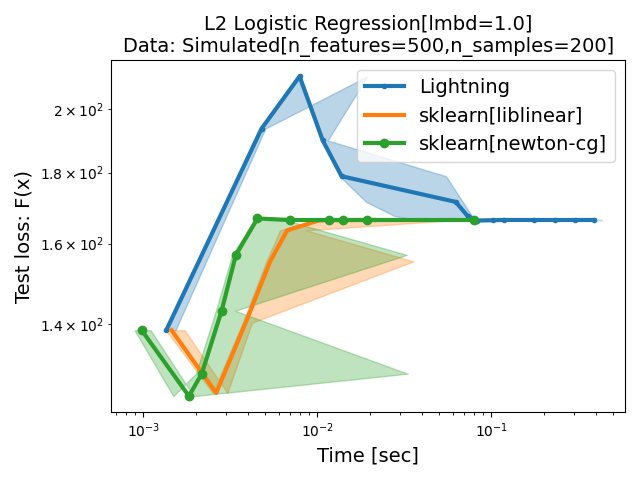 L2 Logistic Regression[lmbd=1.0]
Data: Simulated[n_features=500,n_samples=200]
Lightning
sklearn[liblinear]
sklearn[newton-cg]
Test loss: F(x)
2 × 10²
1.8 × 10²
1.6 × 10²
1.4 × 10²
10⁻³
10⁻²
10⁻¹
Time [sec]